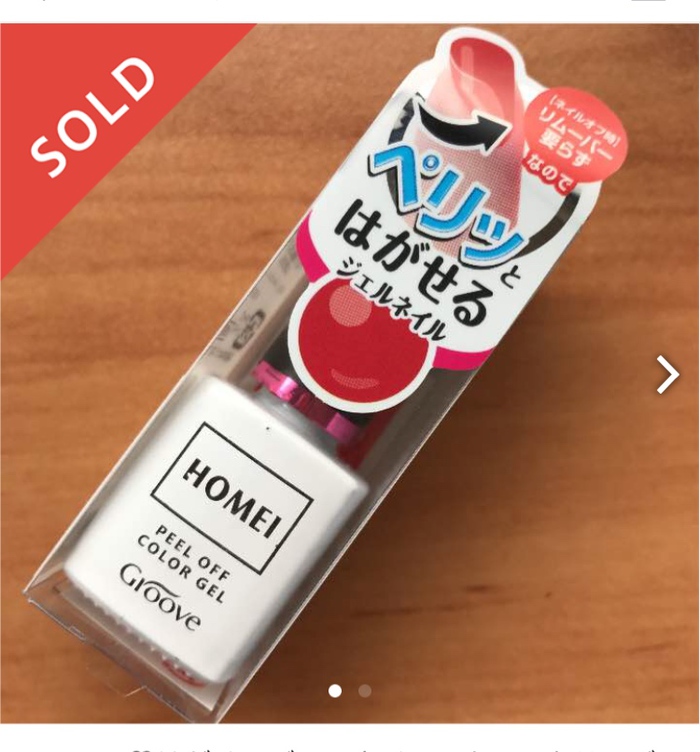 SOLD
[ネイルオフ時]
リムーバー
要らず
なので
ペリッと
はがせる
ジェルネイル
HOMEI
PEEL OFF
COLOR GEL
Groove